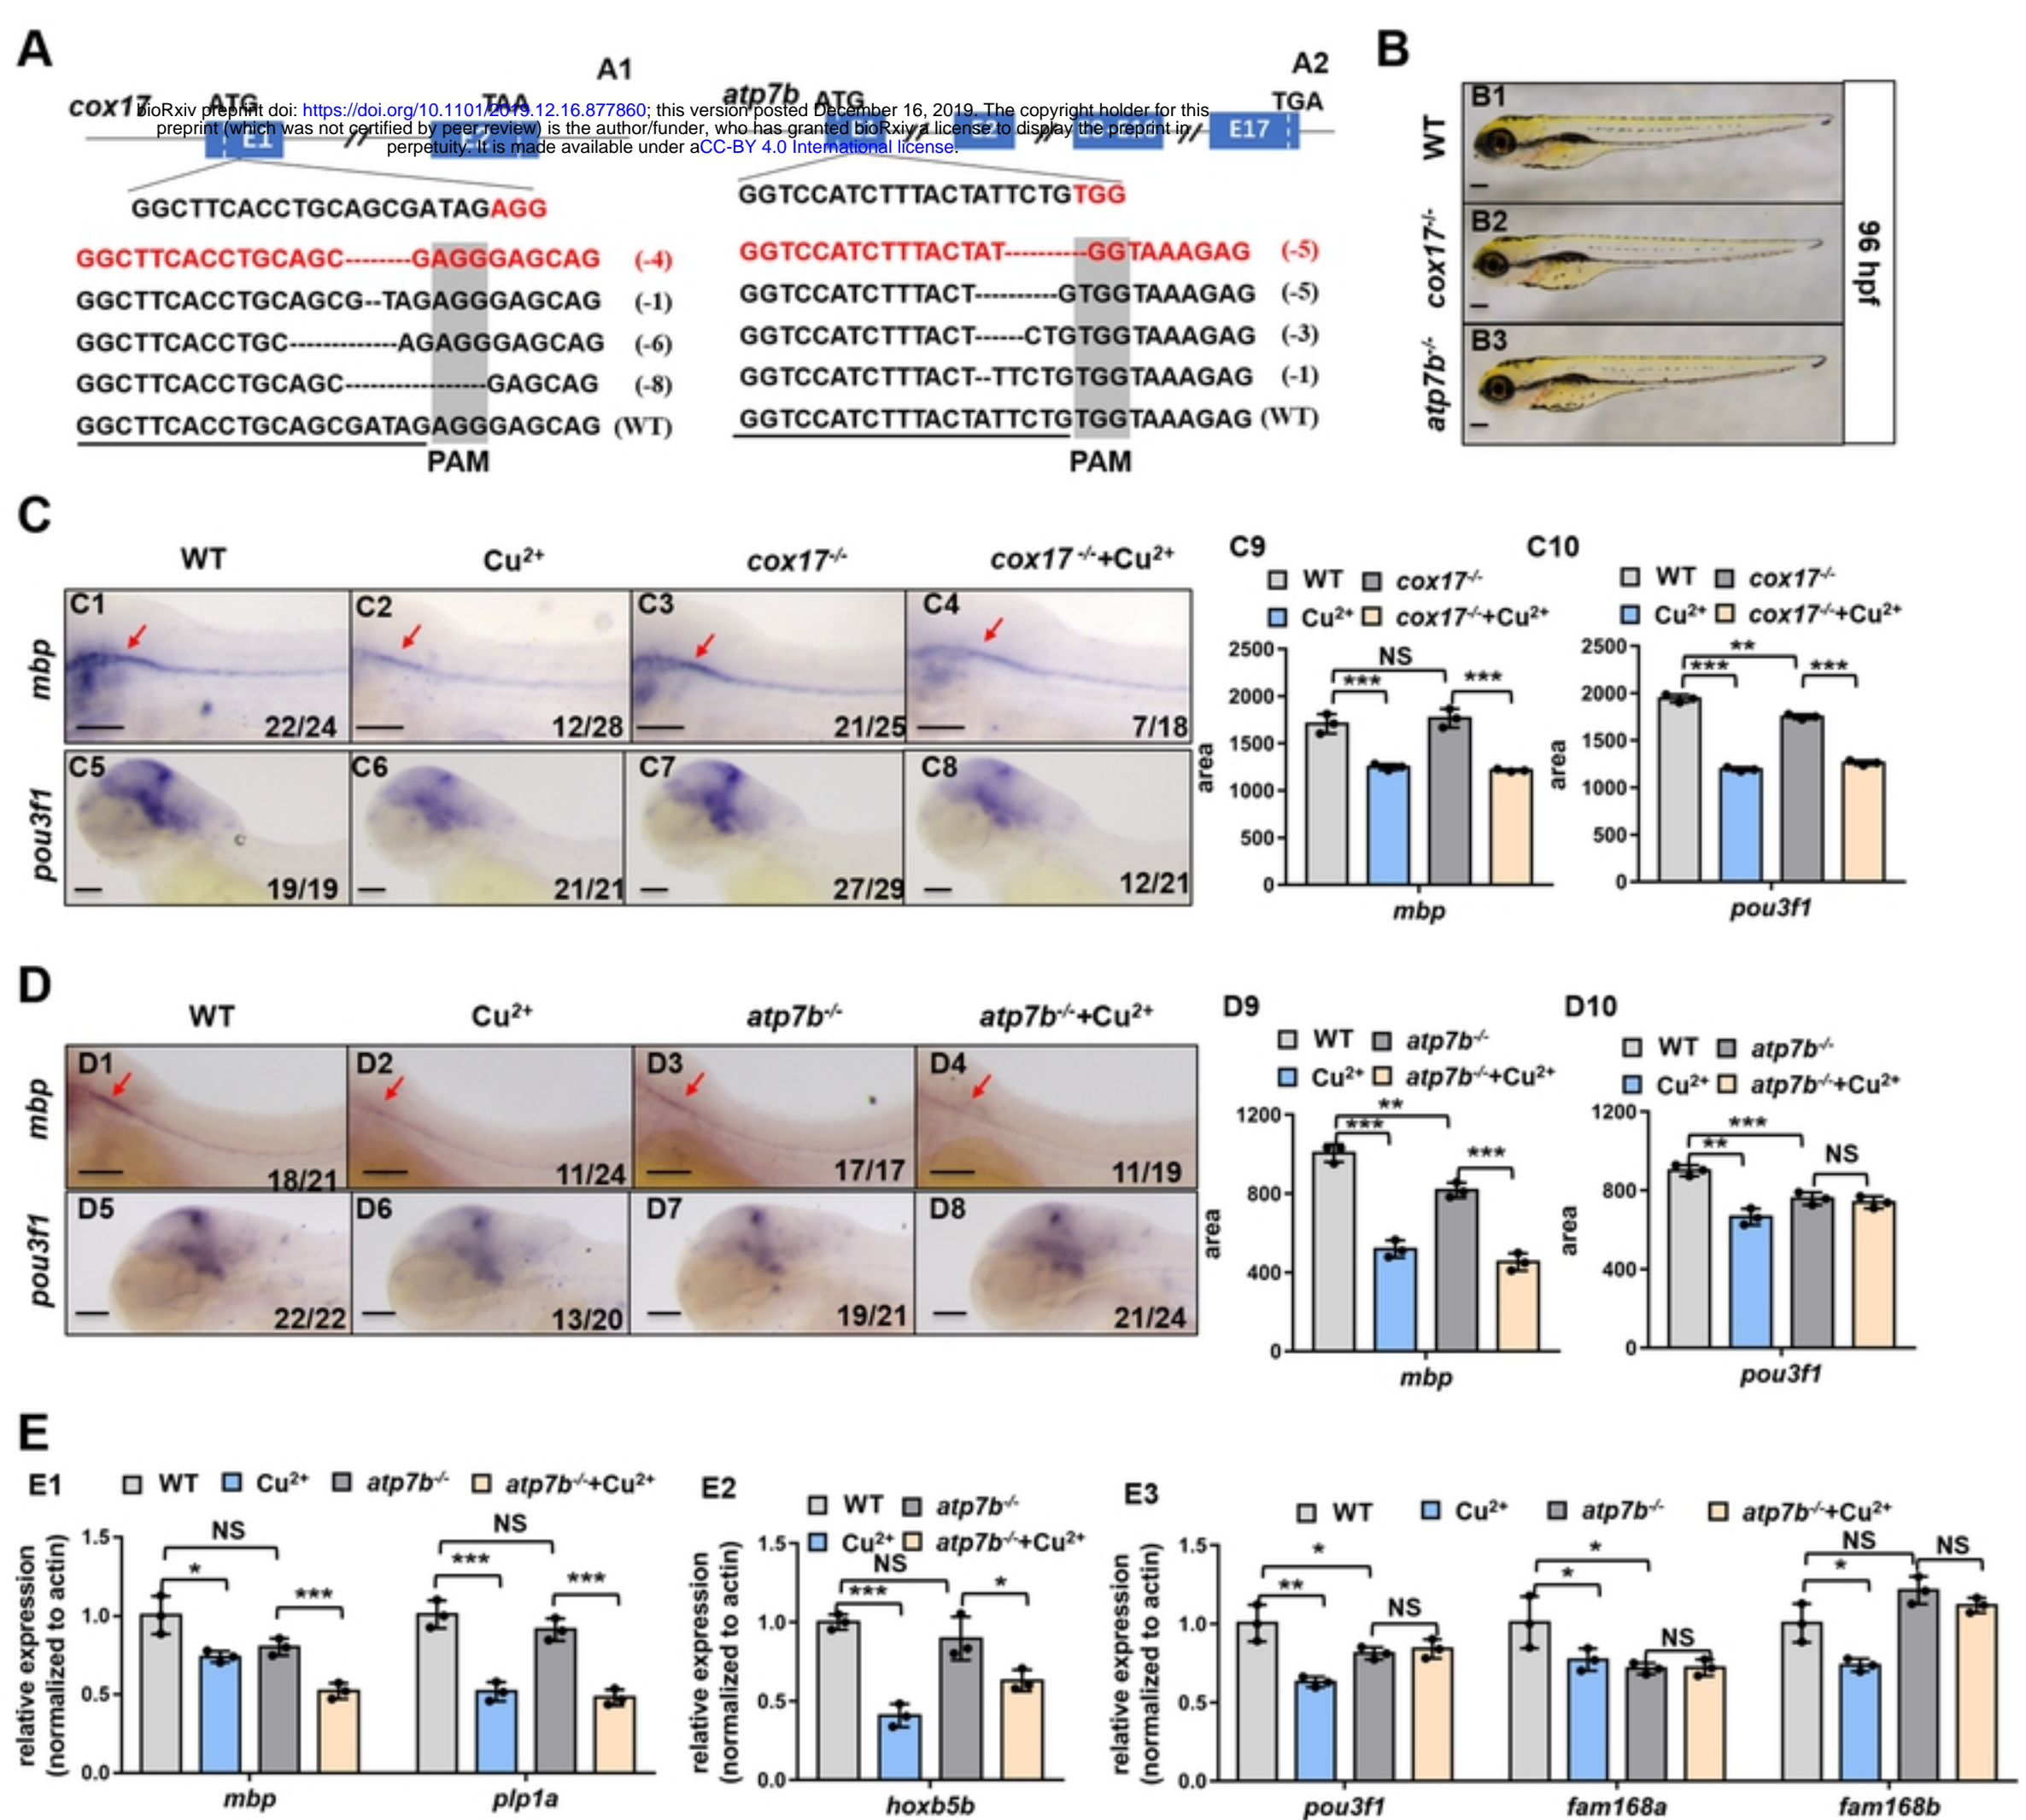 A
A1
A2
B
cox17
ATG
TAA
atp7b
ATG
TGA
bioRxiv preprint doi: https://doi.org/10.1101/2019.12.16.877860; this version posted December 16, 2019. The copyright holder for this
preprint (which was not certified by peer review) is the author/funder, who has granted bioRxiv a license to display the preprint in
perpetuity. It is made available under aCC-BY 4.0 International license.
E1
E17
GGCTTCACCTGCAGCGATAGAGG
GGCTTCACCTGCAGC-------GAGGGAGCAG (-4)
GGCTTCACCTGCAGCG--TAGAGGGAGCAG (-1)
GGCTTCACCTGC------------AGAGGGAGCAG (-6)
GGCTTCACCTGCAGC---------------GAGCAG (-8)
GGCTTCACCTGCAGCGATAGAGGGAGCAG (WT)
PAM
GGTCCATCTTTACTATTCTGTGG
GGTCCATCTTTACTAT----------GGTAAAGAG (-5)
GGTCCATCTTTACT----------GTGGTAAAGAG (-5)
GGTCCATCTTTACT------CTGTGGTAAAGAG (-3)
GGTCCATCTTTACT--TTCTGTGGTAAAGAG (-1)
GGTCCATCTTTACTATTCTGTGGTAAAGAG (WT)
PAM
B1
WT
B2
cox17-/-
B3
atp7b-/-
96 hpf
C
WT
Cu2+
cox17-/-
cox17-/-+Cu2+
mbp
C1
22/24
C2
12/28
C3
21/25
C4
7/18
pou3f1
C5
19/19
C6
21/21
C7
27/29
C8
12/21
C9
WT
cox17-/-
Cu2+
cox17-/-+Cu2+
2500
2000
1500
1000
500
0
area
NS
***
***
mbp
C10
WT
cox17-/-
Cu2+
cox17-/-+Cu2+
2500
2000
1500
1000
500
0
area
**
***
***
pou3f1
D
WT
Cu2+
atp7b-/-
atp7b-/-+Cu2+
mbp
D1
18/21
D2
11/24
D3
17/17
D4
11/19
pou3f1
D5
22/22
D6
13/20
D7
19/21
D8
21/24
D9
WT
atp7b-/-
Cu2+
atp7b-/-+Cu2+
1200
800
400
0
area
**
***
***
mbp
D10
WT
atp7b-/-
Cu2+
atp7b-/-+Cu2+
1200
800
400
0
area
***
**
NS
pou3f1
E
E1
WT
Cu2+
atp7b-/-
atp7b-/-+Cu2+
relative expression
(normalized to actin)
1.5
1.0
0.5
0.0
NS
*
***
NS
***
***
mbp
plp1a
E2
WT
atp7b-/-
Cu2+
atp7b-/-+Cu2+
relative expression
(normalized to actin)
1.5
1.0
0.5
0.0
NS
***
*
hoxb5b
E3
WT
Cu2+
atp7b-/-
atp7b-/-+Cu2+
relative expression
(normalized to actin)
1.5
1.0
0.5
0.0
*
**
NS
*
*
NS
NS
*
NS
pou3f1
fam168a
fam168b